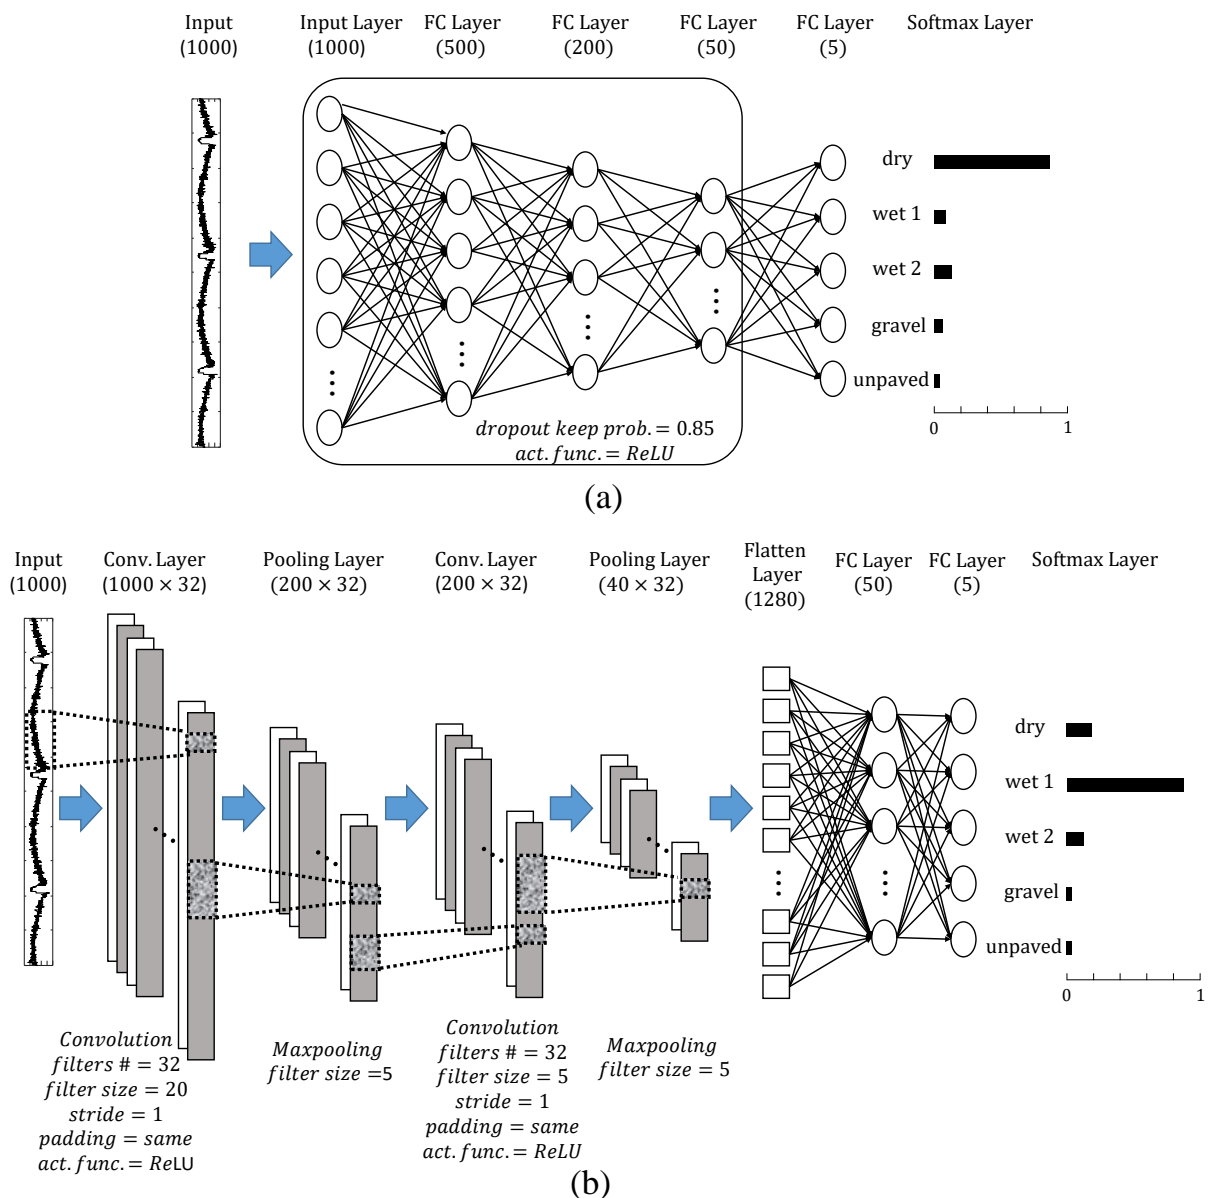 Input Input Layer FC Layer FC Layer FC Layer FC Layer Softmax Layer
(1000) (1000) (500) (200) (50) (5)
dry
wet 1
wet 2
gravel
unpaved
0 1
dropout keep prob. = 0.85
act. func. = ReLU
(a)
Input Conv. Layer Pooling Layer Conv. Layer Pooling Layer Flatten Layer FC Layer FC Layer Softmax Layer
(1000) (1000 × 32) (200 × 32) (200 × 32) (40 × 32) (1280) (50) (5)
dry
wet 1
wet 2
gravel
unpaved
0 1
Convolution
filters # = 32
filter size = 20
stride = 1
padding = same
act. func. = ReLU
Maxpooling
filter size =5
Convolution
filters # = 32
filter size = 5
stride = 1
padding = same
act. func. = ReLU
Maxpooling
filter size = 5
(b)